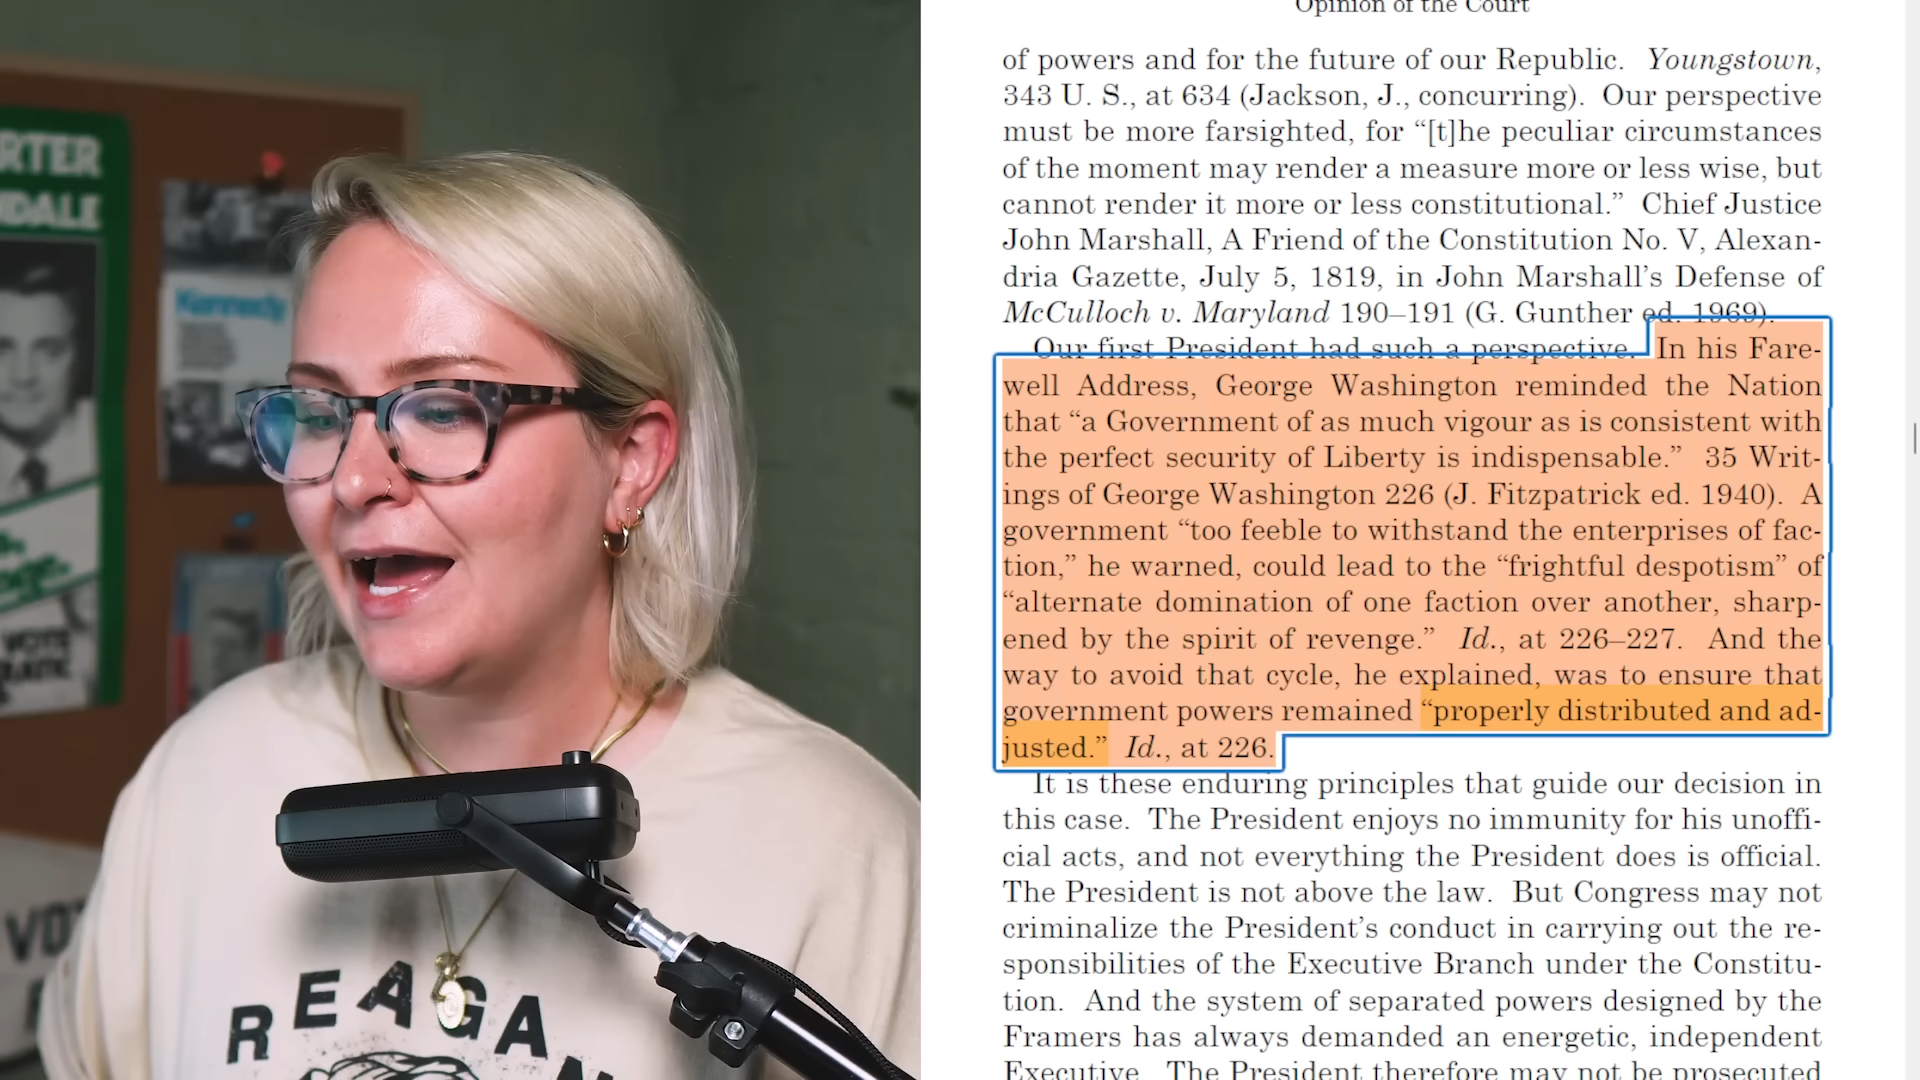 RTER
DALE
Kennedy
VOTE
REAGAN
Opinion of the Court
of powers and for the future of our Republic. Youngstown,
343 U. S., at 634 (Jackson, J., concurring). Our perspective
must be more farsighted, for “[t]he peculiar circumstances
of the moment may render a measure more or less wise, but
cannot render it more or less constitutional.” Chief Justice
John Marshall, A Friend of the Constitution No. V, Alexan-
dria Gazette, July 5, 1819, in John Marshall’s Defense of
McCulloch v. Maryland 190–191 (G. Gunther ed. 1969).
Our first President had such a perspective. In his Fare-
well Address, George Washington reminded the Nation
that “a Government of as much vigour as is consistent with
the perfect security of Liberty is indispensable.” 35 Writ-
ings of George Washington 226 (J. Fitzpatrick ed. 1940). A
government “too feeble to withstand the enterprises of fac-
tion,” he warned, could lead to the “frightful despotism” of
“alternate domination of one faction over another, sharp-
ened by the spirit of revenge.” Id., at 226–227. And the
way to avoid that cycle, he explained, was to ensure that
government powers remained “properly distributed and ad-
justed.” Id., at 226.
It is these enduring principles that guide our decision in
this case. The President enjoys no immunity for his unoffi-
cial acts, and not everything the President does is official.
The President is not above the law. But Congress may not
criminalize the President’s conduct in carrying out the re-
sponsibilities of the Executive Branch under the Constitu-
tion. And the system of separated powers designed by the
Framers has always demanded an energetic, independent
Executive. The President therefore may not be prosecuted